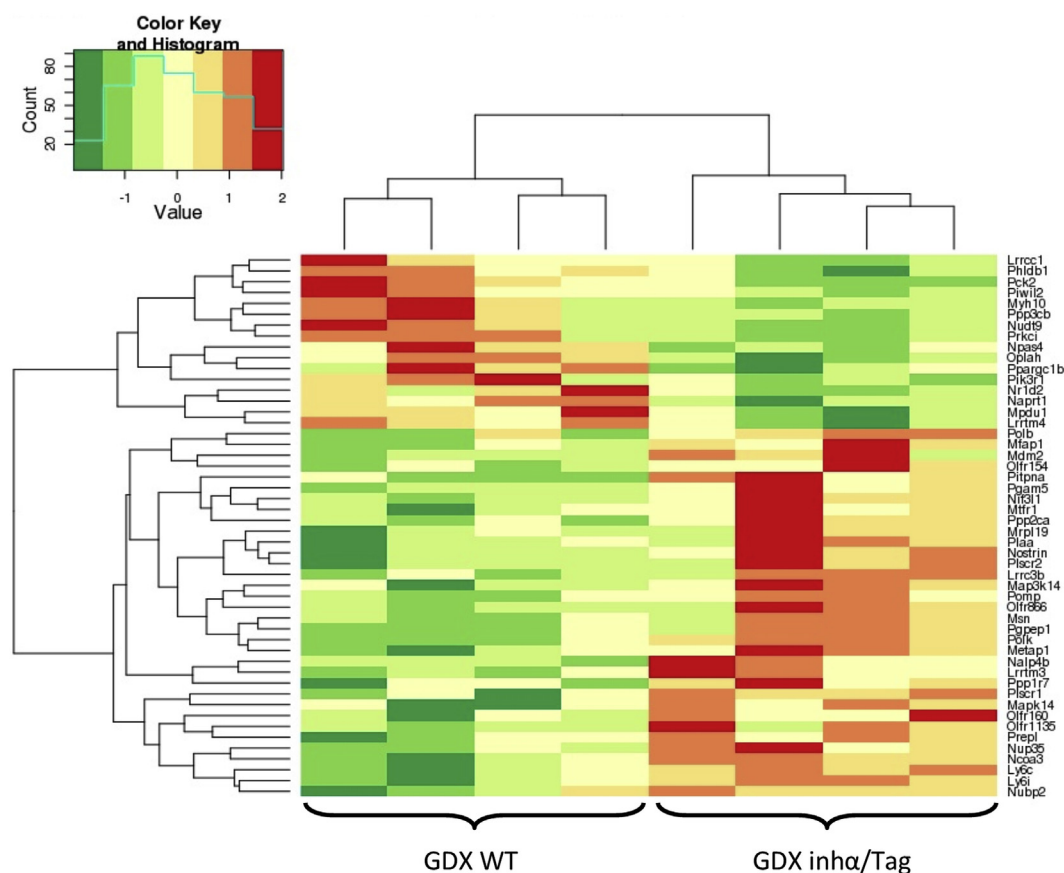 Color Key
and Histogram
Count
20
50
80
-1
0
1
2
Value
Lrrcc1
Phldb1
Pck2
Piwil2
Myh10
Ppp3cb
Nudt9
Prkci
Npas4
Oplah
Ppargc1b
Pik3r1
Nr1d2
Naprt1
Mpdu1
Lrrtm4
Polb
Mfap1
Mdm2
Olfr154
Pitpna
Pgam5
Nif3l1
Mtfr1
Ppp2ca
Mrpl19
Plaa
Nostrin
Plscr2
Lrrc3b
Map3k14
Pomp
Olfr866
Msn
Pgpep1
Polk
Metap1
Nalp4b
Lrrtm3
Ppp1r7
Plscr1
Mapk14
Olfr160
Olfr1135
Prepl
Nup35
Ncoa3
Ly6c
Ly6i
Nubp2
GDX WT
GDX inhα/Tag